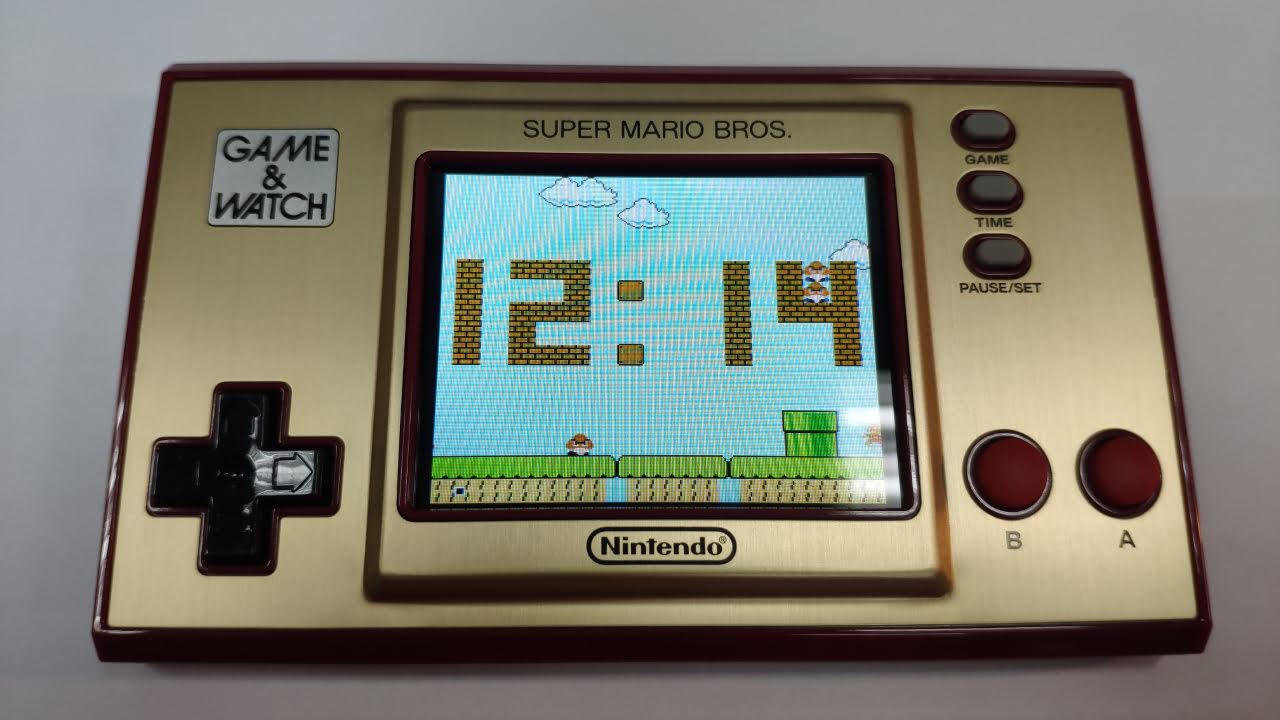 SUPER MARIO BROS.
GAME
&
WATCH
GAME
TIME
PAUSE/SET
12:14
Nintendo®
B
A